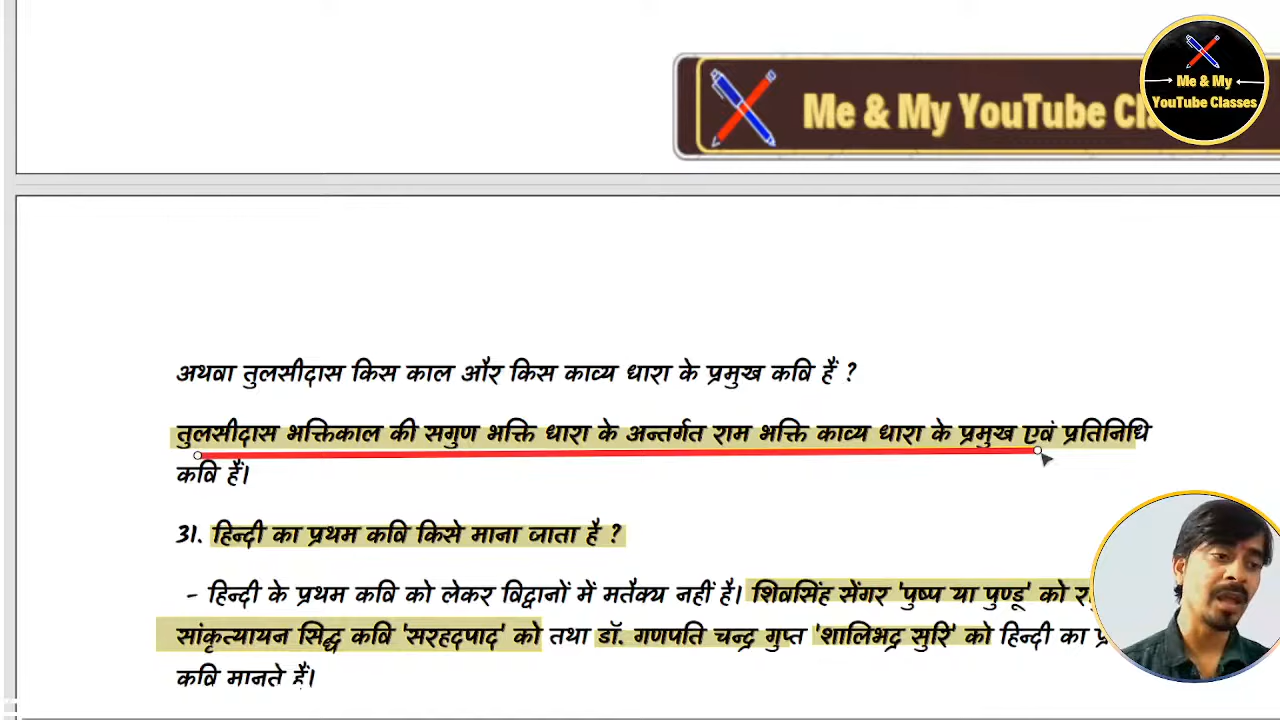 Me & My YouTube
Me & My
YouTube Classes
अथवा तुलसीदास किस काल और किस काव्य धारा के प्रमुख कवि हैं ?
तुलसीदास भक्तिकाल की सगुण भक्ति धारा के अन्तर्गत राम भक्ति काव्य धारा के प्रमुख एवं प्रतिनिधि
कवि हैं।
31. हिन्दी का प्रथम कवि किसे माना जाता है ?
- हिन्दी के प्रथम कवि को लेकर विद्वानों में मतैक्य नहीं है। शिवसिंह सेंगर 'पुष्प या पुण्डू' को
सांकृत्यायन सिद्ध कवि 'सरहदपाद' को तथा डॉ. गणपति चन्द्र गुप्त 'शालिभद्र सुरि' को हिन्दी का
कवि मानते हैं।